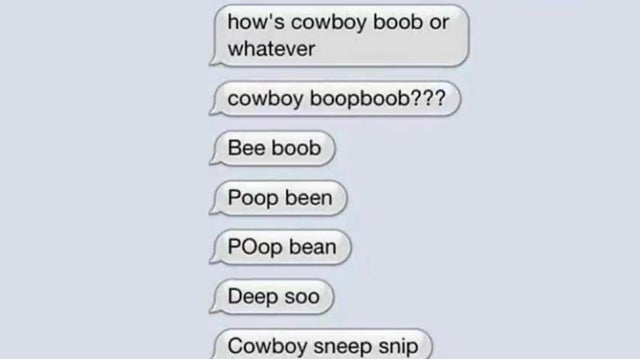 how's cowboy boob or
whatever
cowboy boopboob???
Bee boob
Poop been
POop bean
Deep soo
Cowboy sneep snip